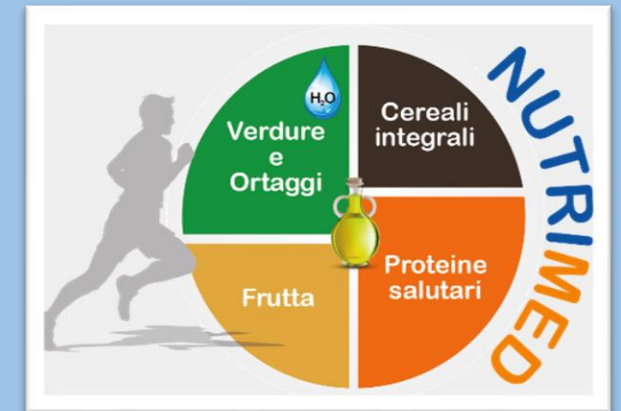 H₂O
Verdure
e
Ortaggi
Cereali
integrali
Frutta
Proteine
salutari
NUTRIMED